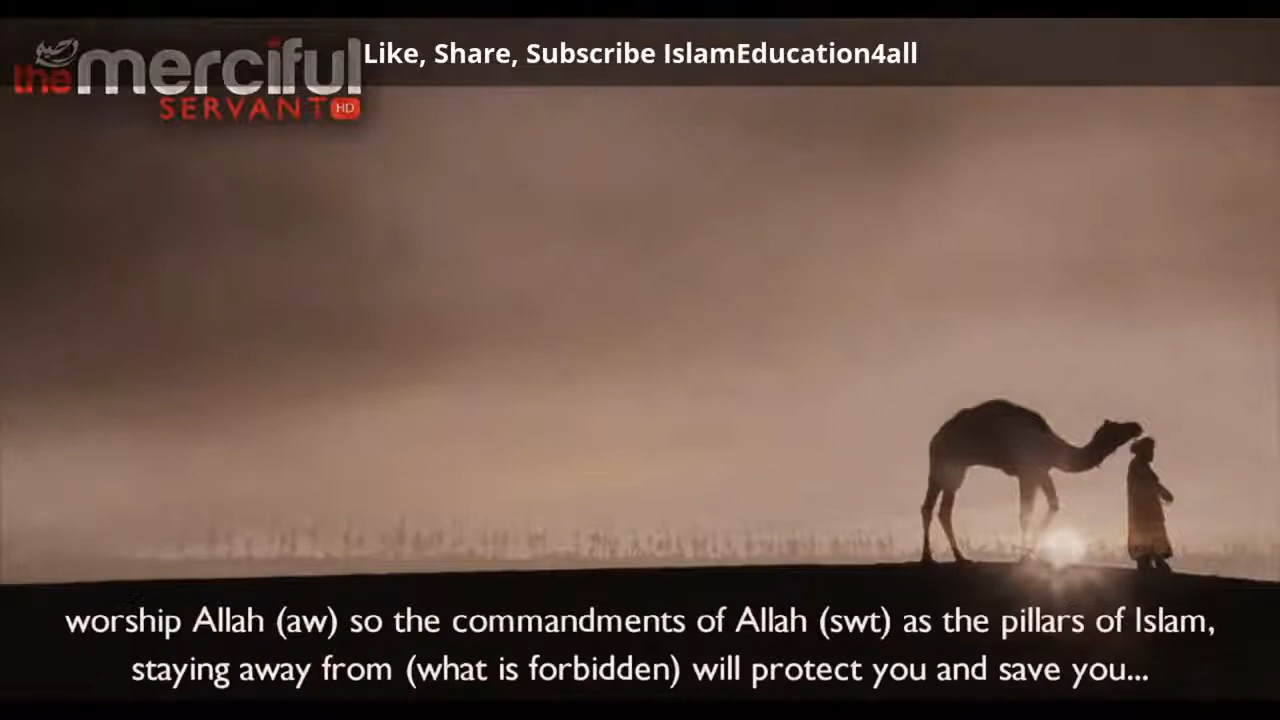 Like, Share, Subscribe IslamEducation4all
the merciful
SERVANT HD
worship Allah (aw) so the commandments of Allah (swt) as the pillars of Islam,
staying away from (what is forbidden) will protect you and save you...